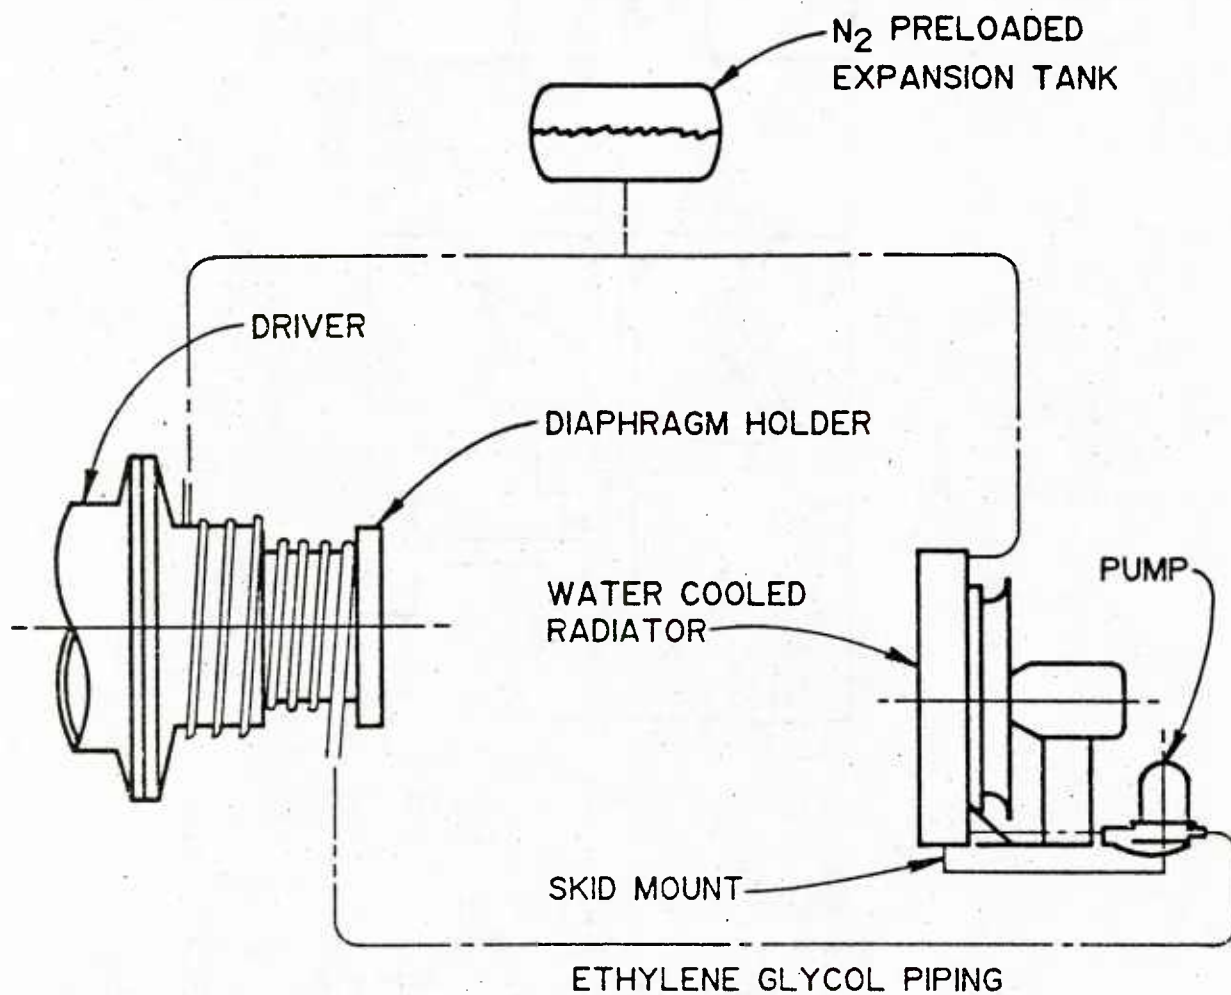 N2 PRELOADED
EXPANSION TANK
DRIVER
DIAPHRAGM HOLDER
WATER COOLED
RADIATOR
PUMP
SKID MOUNT
ETHYLENE GLYCOL PIPING